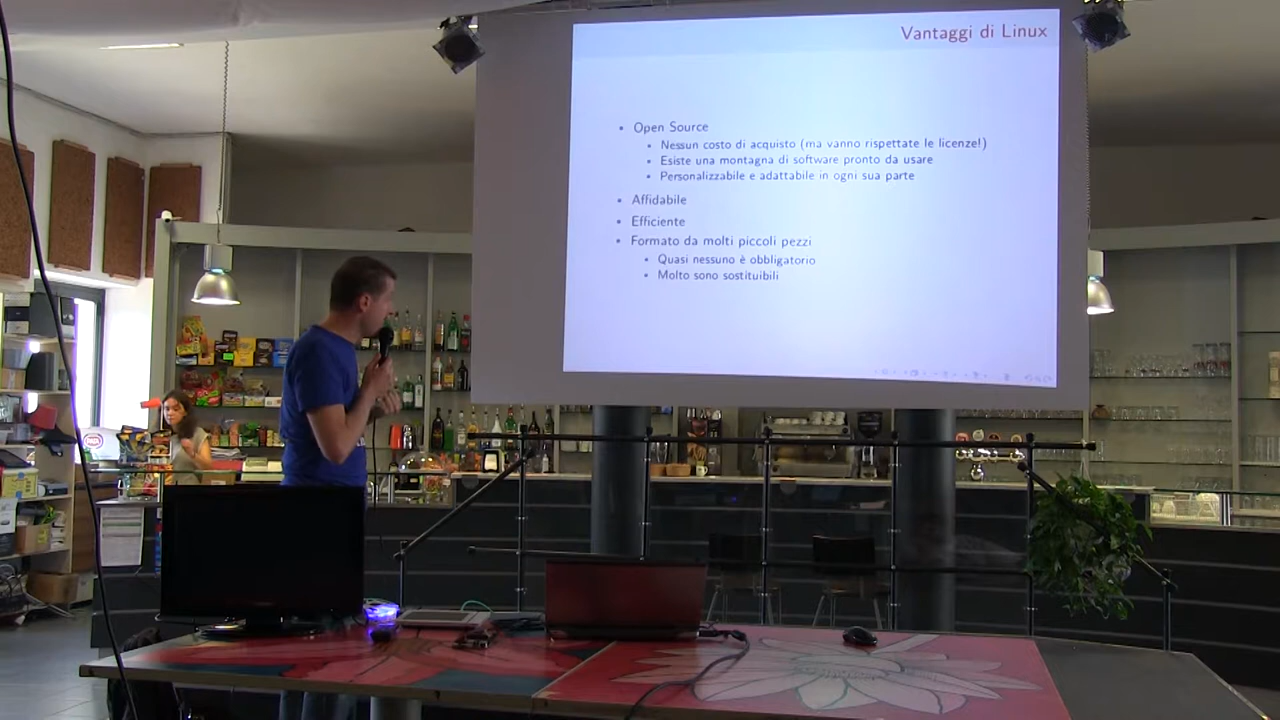 Vantaggi di Linux
Open Source
Nessun costo di acquisto (ma vanno rispettate le licenze!)
Esiste una montagna di software pronto da usare
Personalizzabile e adattabile in ogni sua parte
Affidabile
Efficiente
Formato da molti piccoli pezzi
Quasi nessuno è obbligatorio
Molto sono sostituibili